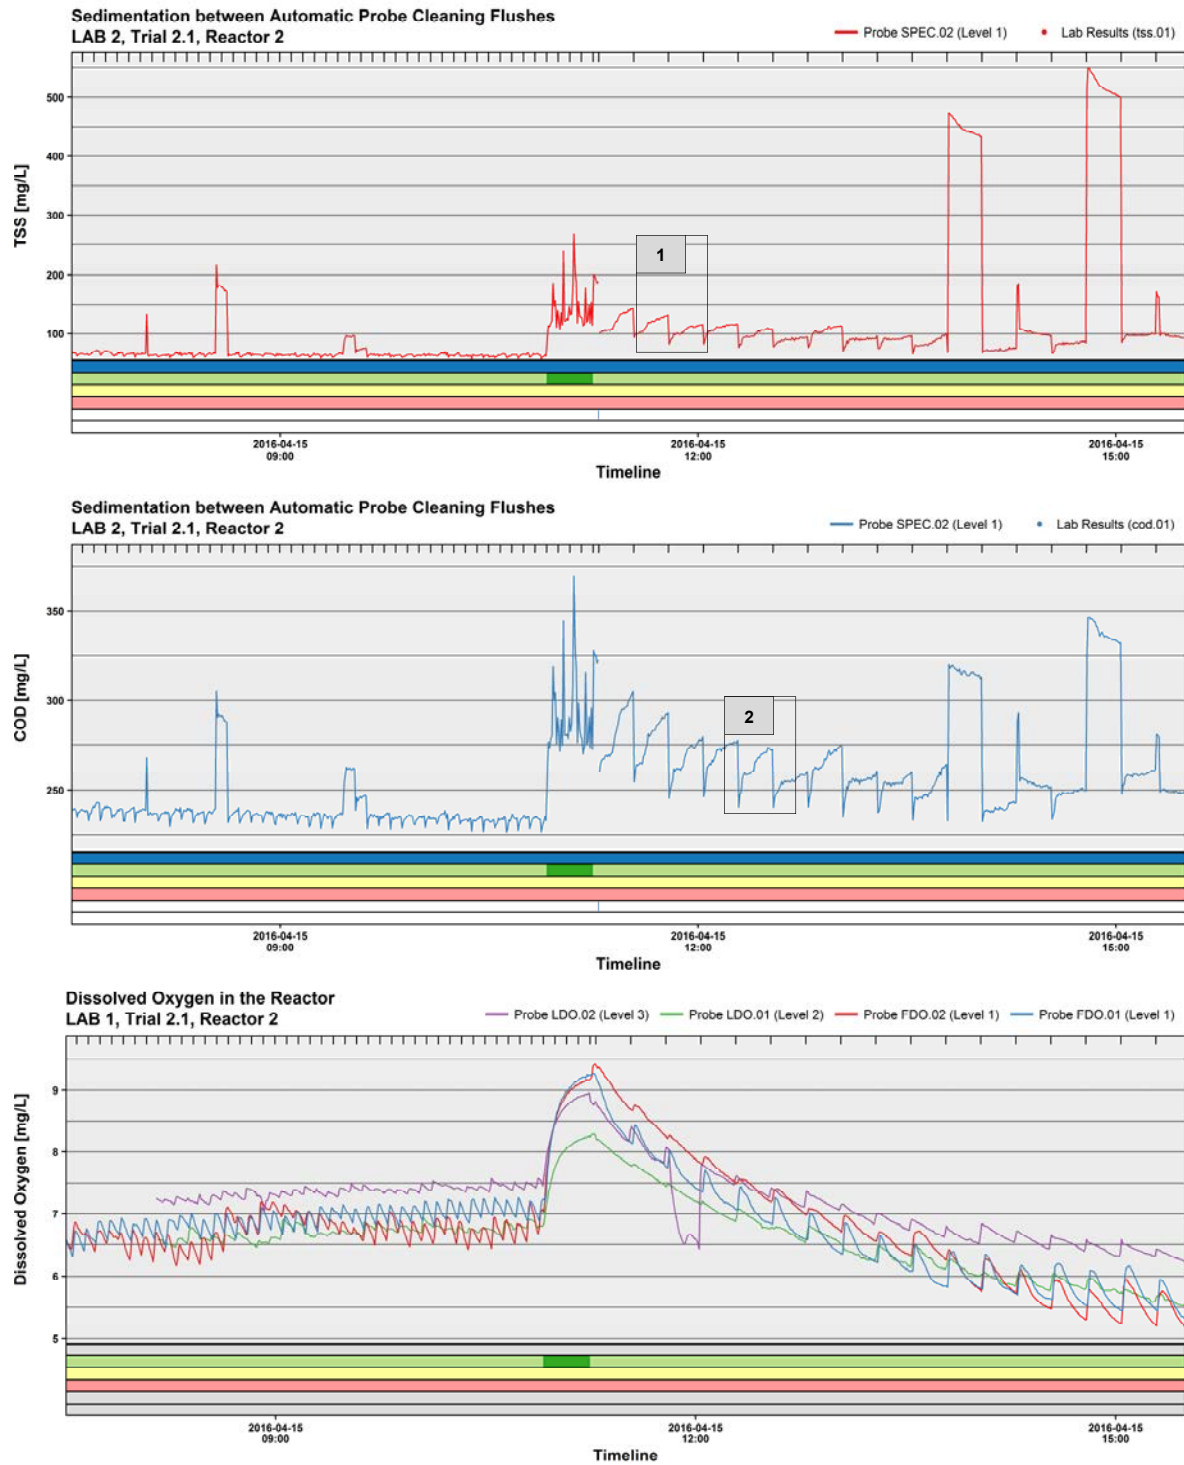 Sedimentation between Automatic Probe Cleaning Flushes
LAB 2, Trial 2.1, Reactor 2
Probe SPEC.02 (Level 1) Lab Results (tss.01)
TSS [mg/L]
500
400
300
200
100
1
2016-04-15 2016-04-15 2016-04-15
09:00 12:00 15:00
Timeline
Sedimentation between Automatic Probe Cleaning Flushes
LAB 2, Trial 2.1, Reactor 2
Probe SPEC.02 (Level 1) Lab Results (cod.01)
COD [mg/L]
350
300
250
2
2016-04-15 2016-04-15 2016-04-15
09:00 12:00 15:00
Timeline
Dissolved Oxygen in the Reactor
LAB 1, Trial 2.1, Reactor 2
Probe LDO.02 (Level 3) Probe LDO.01 (Level 2) Probe FDO.02 (Level 1) Probe FDO.01 (Level 1)
Dissolved Oxygen [mg/L]
9
8
7
6
5
2016-04-15 2016-04-15 2016-04-15
09:00 12:00 15:00
Timeline